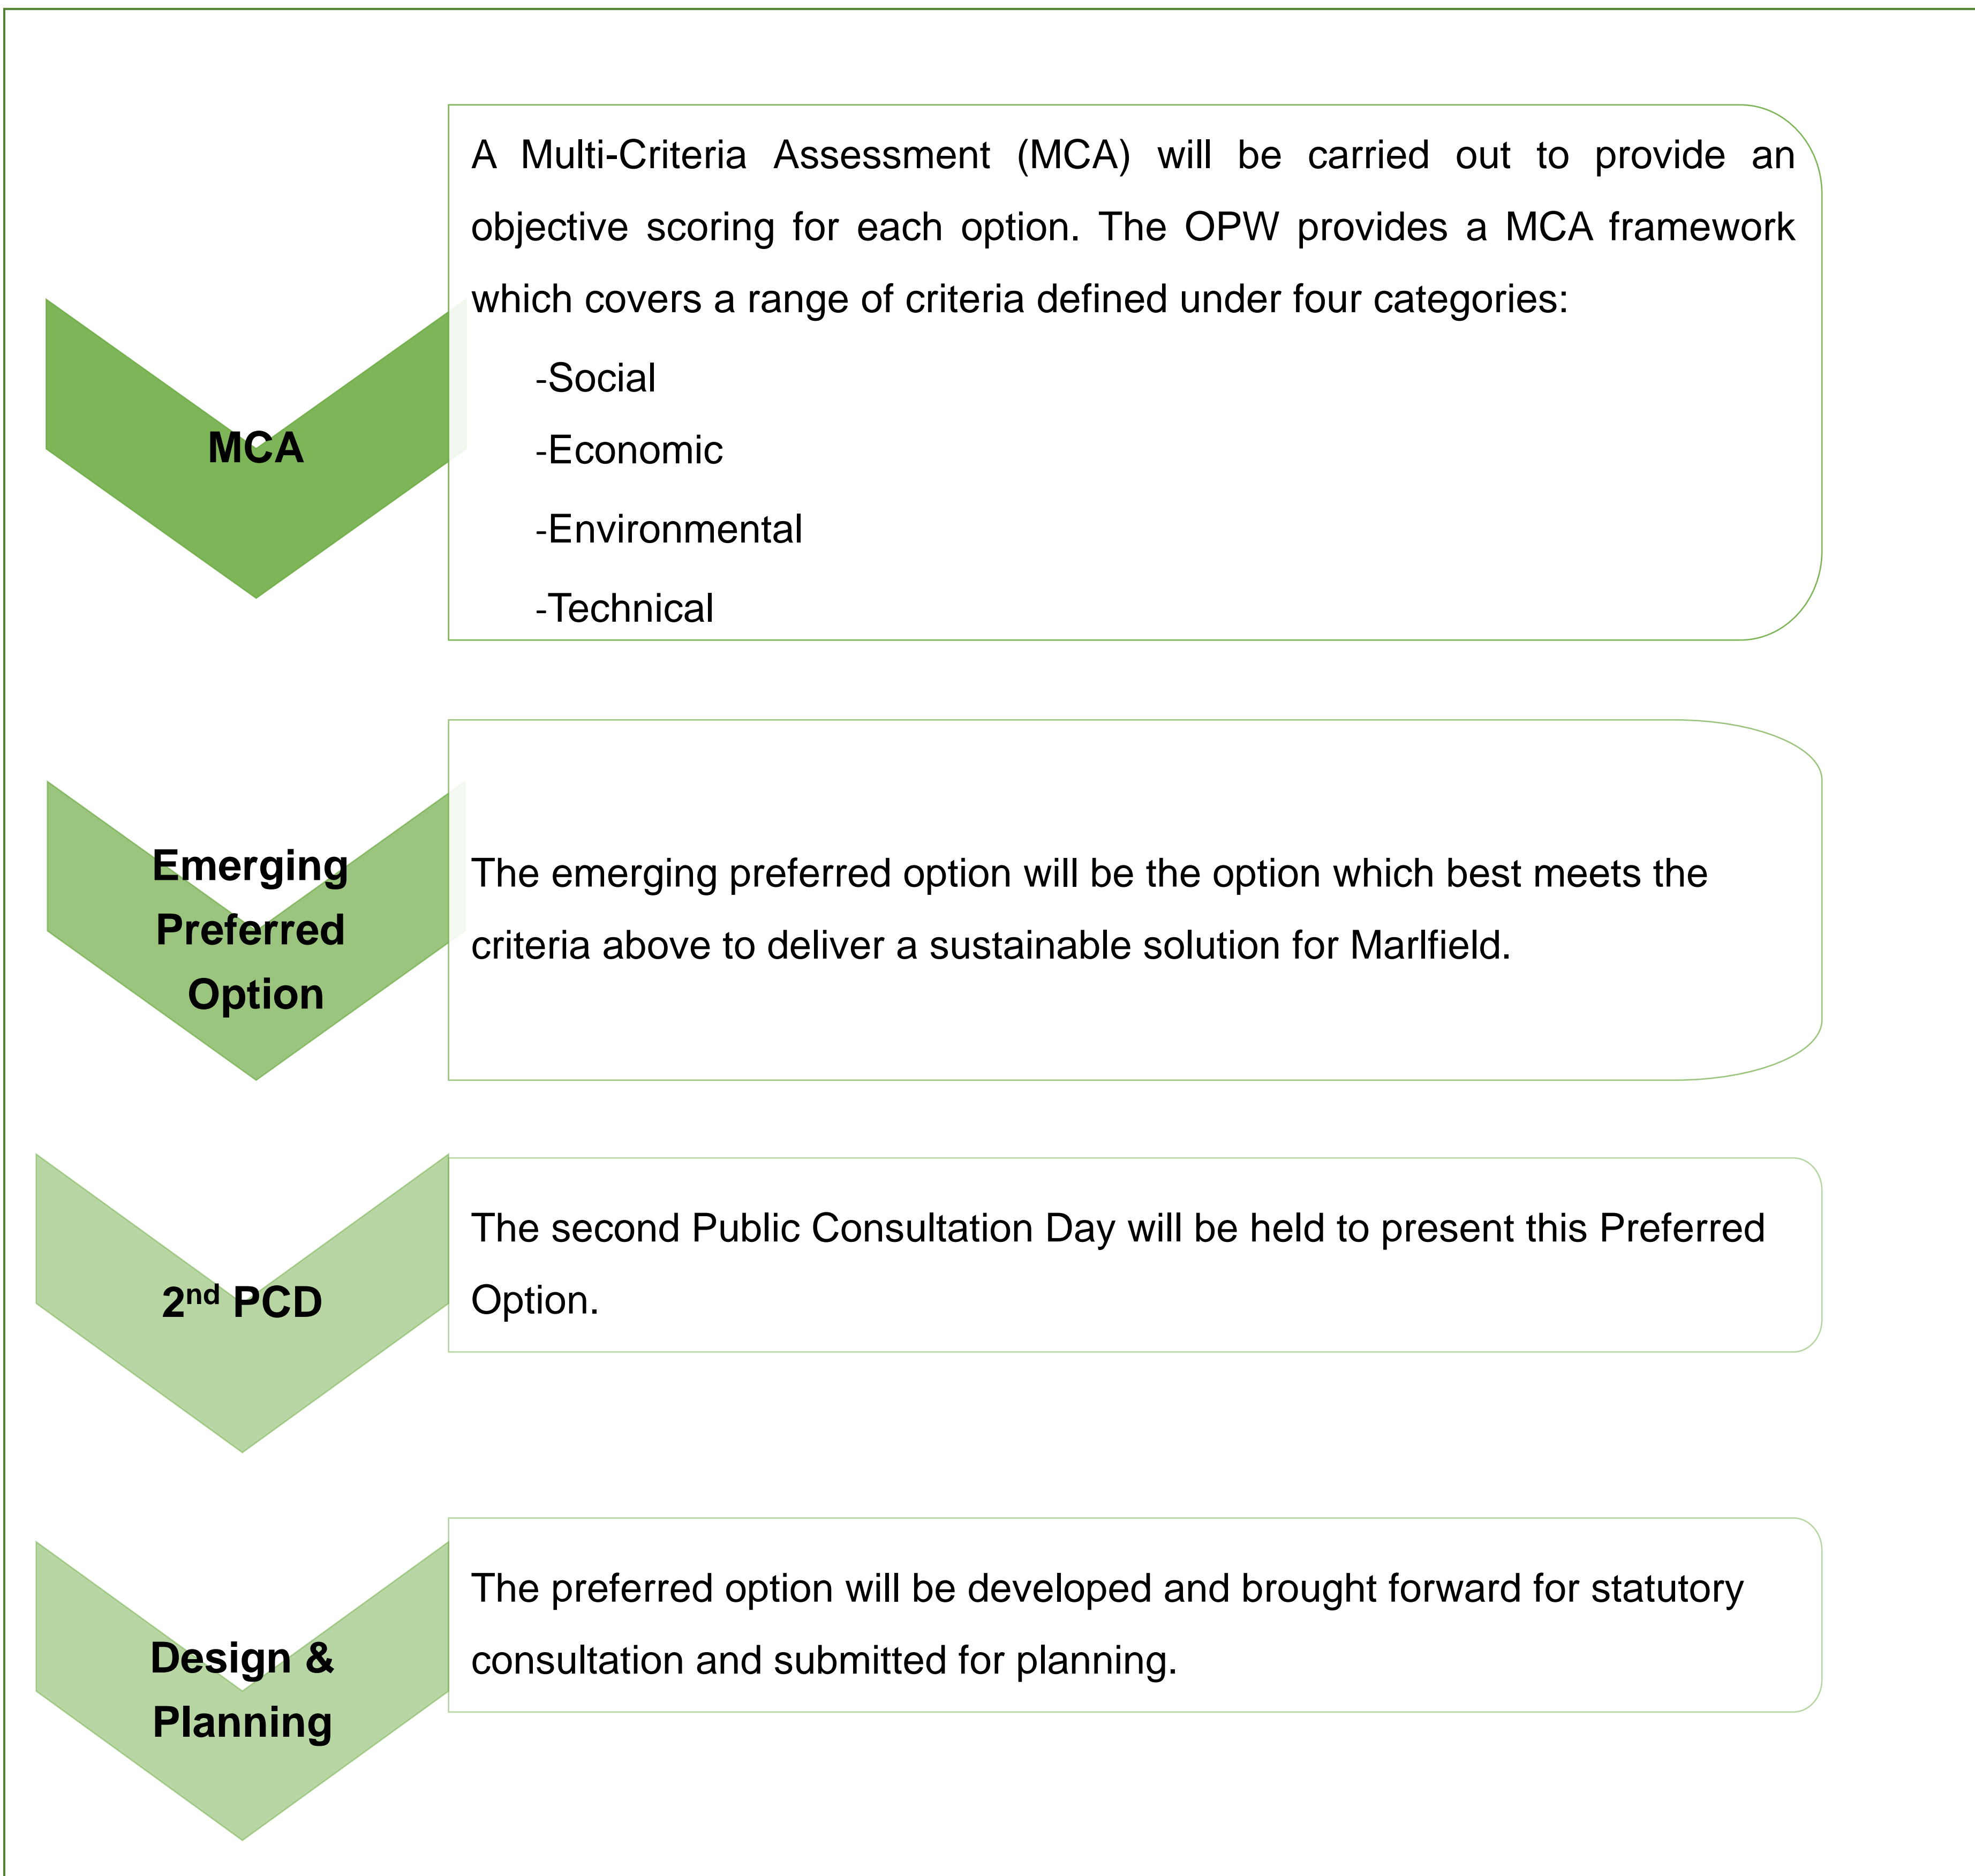 MCA
A Multi-Criteria Assessment (MCA) will be carried out to provide an
objective scoring for each option. The OPW provides a MCA framework
which covers a range of criteria defined under four categories:
-Social
-Economic
-Environmental
-Technical
Emerging
Preferred
Option
The emerging preferred option will be the option which best meets the
criteria above to deliver a sustainable solution for Marlfield.
2nd PCD
The second Public Consultation Day will be held to present this Preferred
Option.
Design &
Planning
The preferred option will be developed and brought forward for statutory
consultation and submitted for planning.